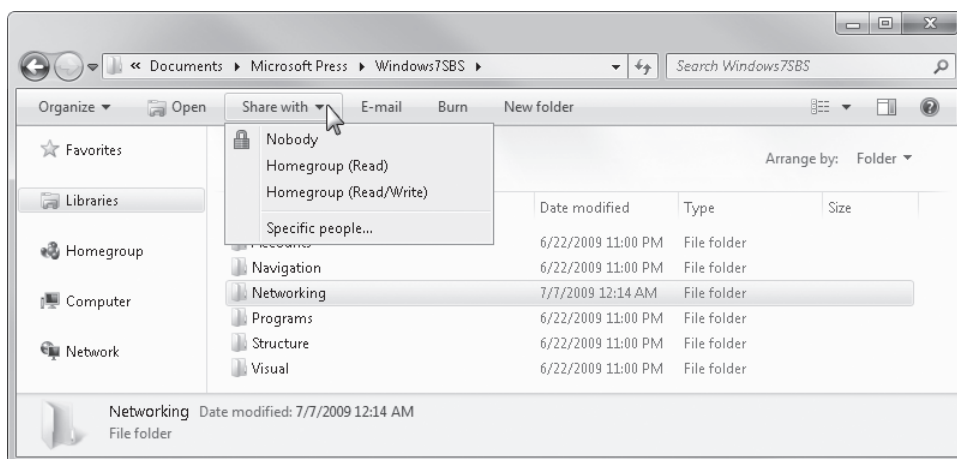 « Documents ▸ Microsoft Press ▸ Windows7SBS ▸ Search Windows7SBS
Organize ▼ Open Share with ▼ E-mail Burn New folder
Nobody
Homegroup (Read)
Homegroup (Read/Write)
Specific people...
Favorites
Libraries
Homegroup
Computer
Network
Arrange by: Folder ▼
Date modified Type Size
6/22/2009 11:00 PM File folder
Navigation 6/22/2009 11:00 PM File folder
Networking 7/7/2009 12:14 AM File folder
Programs 6/22/2009 11:00 PM File folder
Structure 6/22/2009 11:00 PM File folder
Visual 6/22/2009 11:00 PM File folder
Networking Date modified: 7/7/2009 12:14 AM
File folder